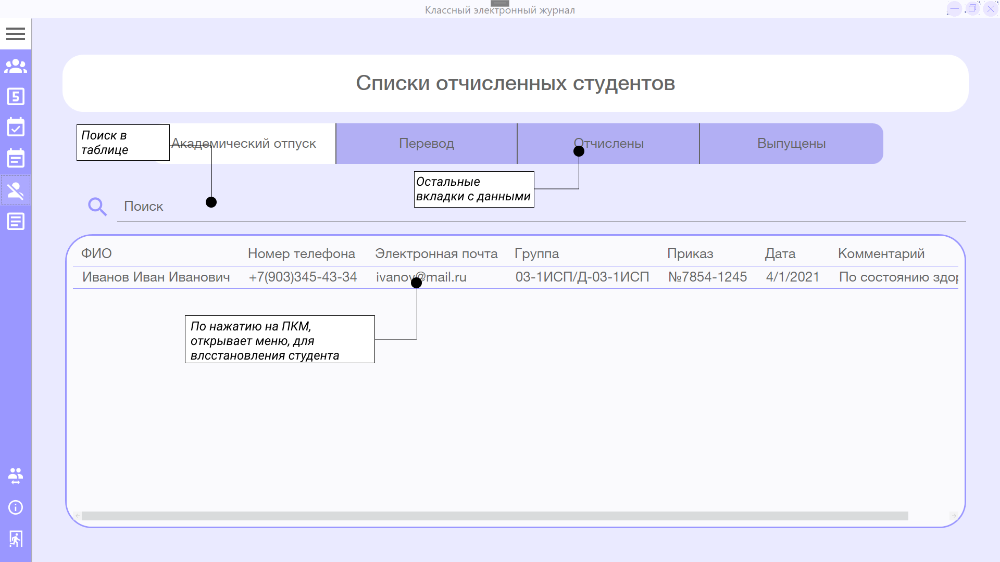 Классный электронный журнал
5
Списки отчисленных студентов
Поиск в
таблице
Академический отпуск
Перевод
Отчислены
Выпущены
Остальные
вкладки с данными
Поиск
ФИО Номер телефона Электронная почта Группа Приказ Дата Комментарий
Иванов Иван Иванович +7(903)345-43-34 ivanov@mail.ru 03-1ИСП/Д-03-1ИСП №7854-1245 4/1/2021 По состоянию здор
По нажатию на ПКМ,
открывает меню, для
влсстановления студента